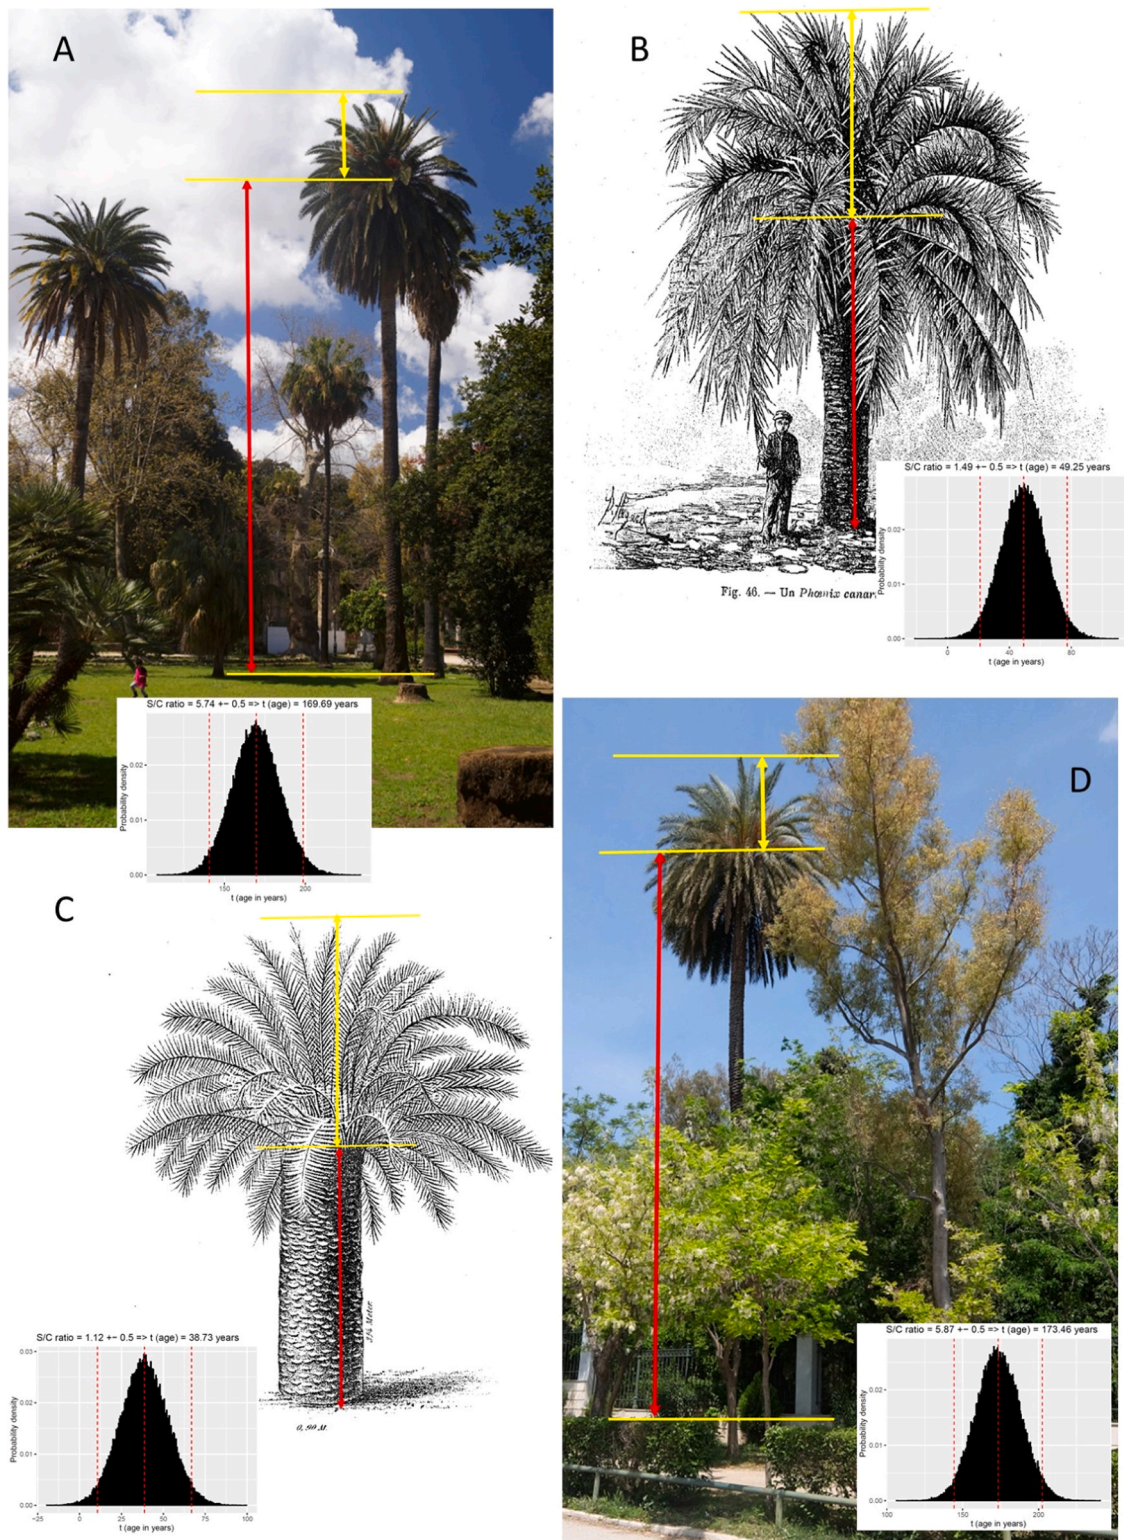 A
B
S/C ratio = 1.49 +− 0.5 => t (age) = 49.25 years
Probability density
0.02
0.01
0.00
0
40
80
t (age in years)
Fig. 46. — Un Phœnix canar
S/C ratio = 5.74 +− 0.5 => t (age) = 169.69 years
Probability density
0.02
0.01
0.00
150
200
t (age in years)
C
D
S/C ratio = 1.12 +− 0.5 => t (age) = 38.73 years
Probability density
0.03
0.02
0.01
0.00
−25
0
25
50
75
100
t (age in years)
Meter
0,90 M.
S/C ratio = 5.87 +− 0.5 => t (age) = 173.46 years
Probability density
0.02
0.01
0.00
100
150
200
t (age in years)